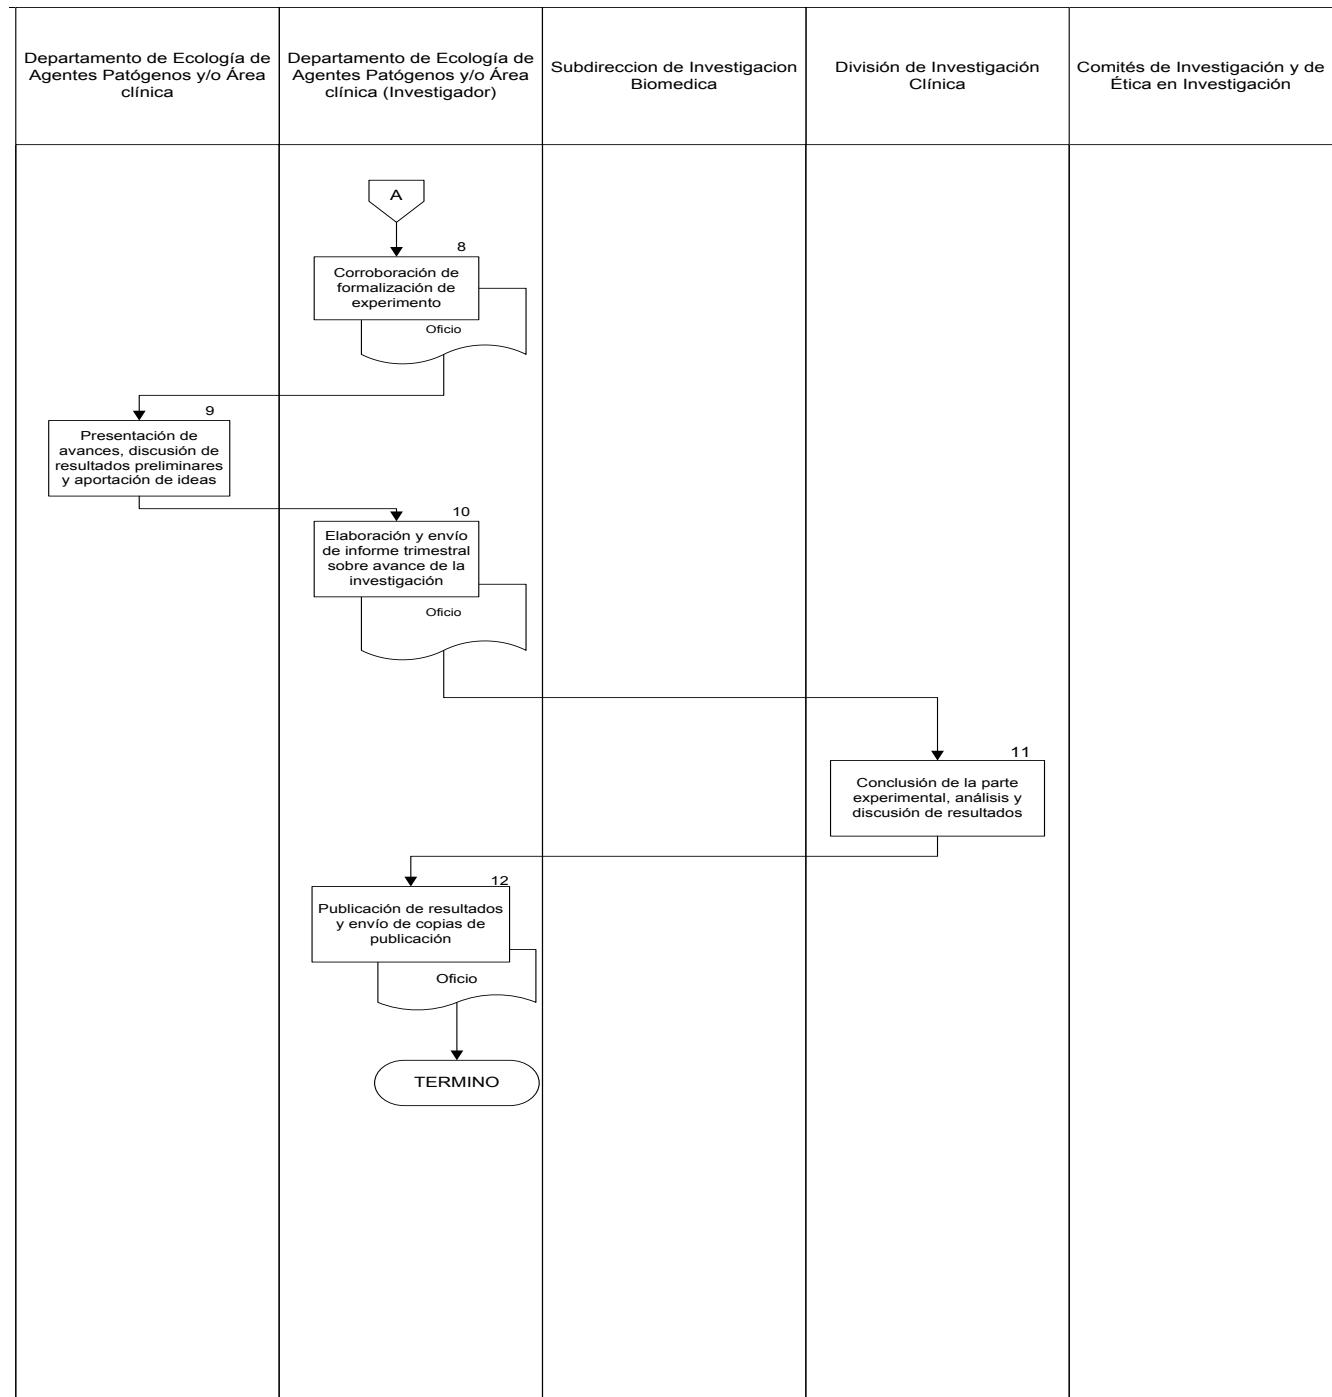 Departamento de Ecología de
Agentes Patógenos y/o Área
clínica
Departamento de Ecología de
Agentes Patógenos y/o Área
clínica (Investigador)
Subdireccion de Investigacion
Biomedica
División de Investigación
Clínica
Comités de Investigación y de
Ética en Investigación
A
8
Corroboración de
formalización de
experimento
Oficio
9
Presentación de
avances, discusión de
resultados preliminares
y aportación de ideas
10
Elaboración y envío
de informe trimestral
sobre avance de la
investigación
Oficio
11
Conclusión de la parte
experimental, análisis y
discusión de resultados
12
Publicación de resultados
y envío de copias de
publicación
Oficio
TERMINO